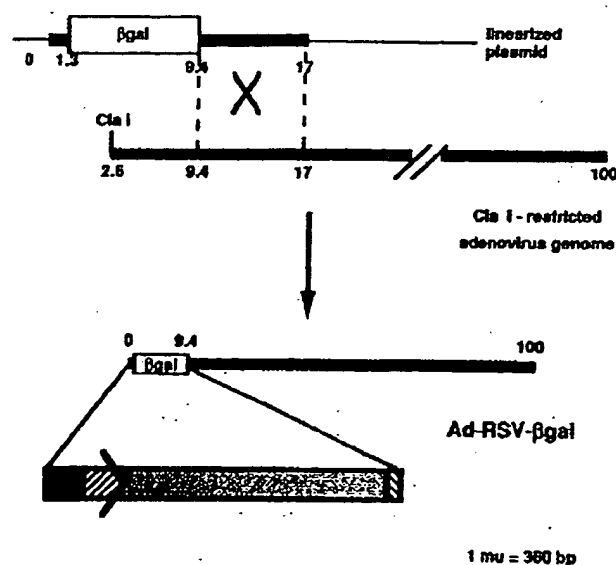 βgal
linearized
plasmid
0 1.3 9.4 17
Cla I
2.6 9.4 17 100
Cla I - restricted
adenovirus genome
0 9.4 100
βgal
Ad-RSV-βgal
1 mu = 360 bp